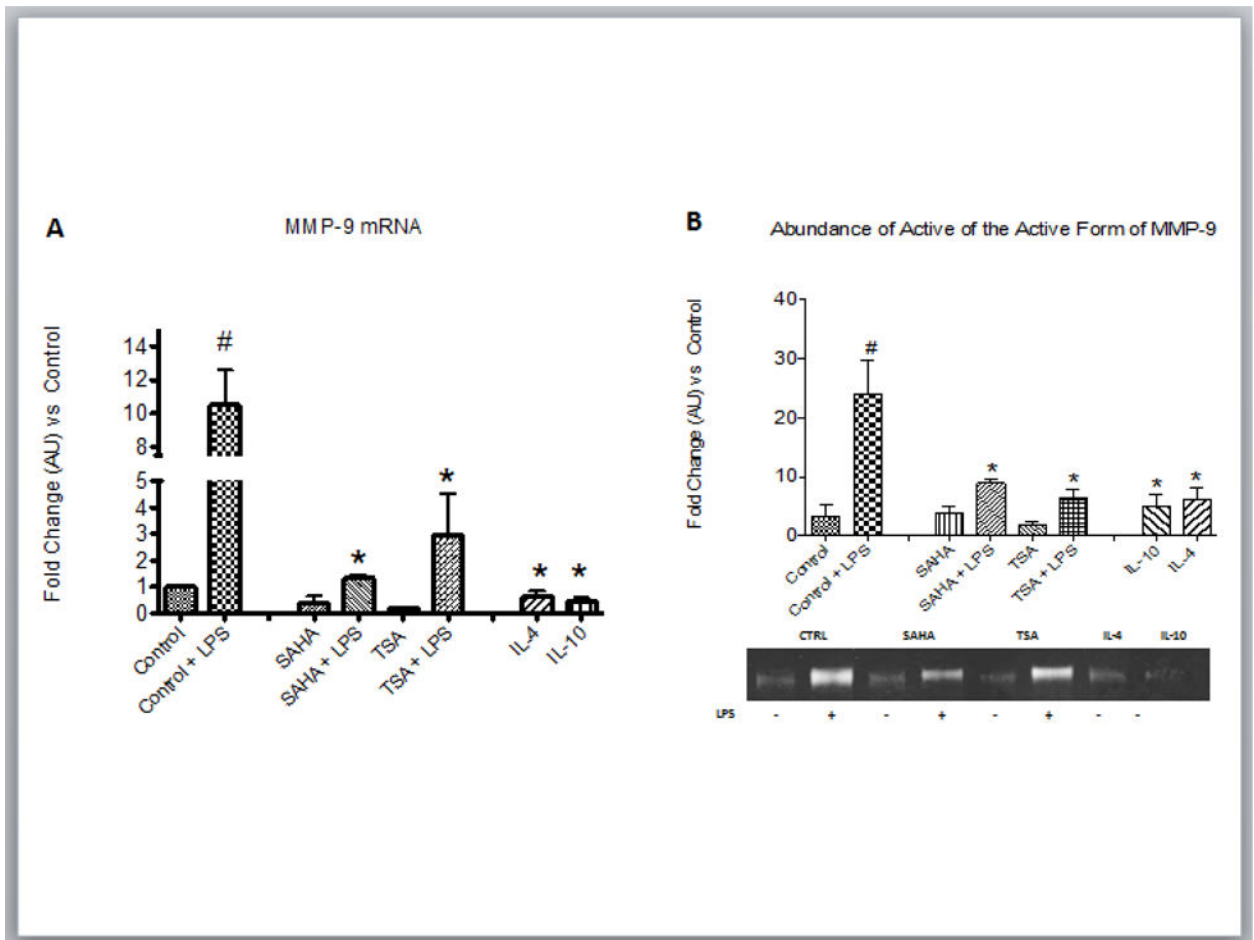 A
MMP-9 mRNA
Fold Change (AU) vs Control
14
12
10
8
5
4
3
2
1
0
#
*
*
*
*
Control
Control + LPS
SAHA
SAHA + LPS
TSA
TSA + LPS
IL-4
IL-10
B
Abundance of Active of the Active Form of MMP-9
Fold Change (AU) vs Control
40
30
20
10
0
#
*
*
*
*
Control
Control + LPS
SAHA
SAHA + LPS
TSA
TSA + LPS
IL-10
IL-4
CTRL SAHA TSA IL-4 IL-10
LPS - + - + - + - -